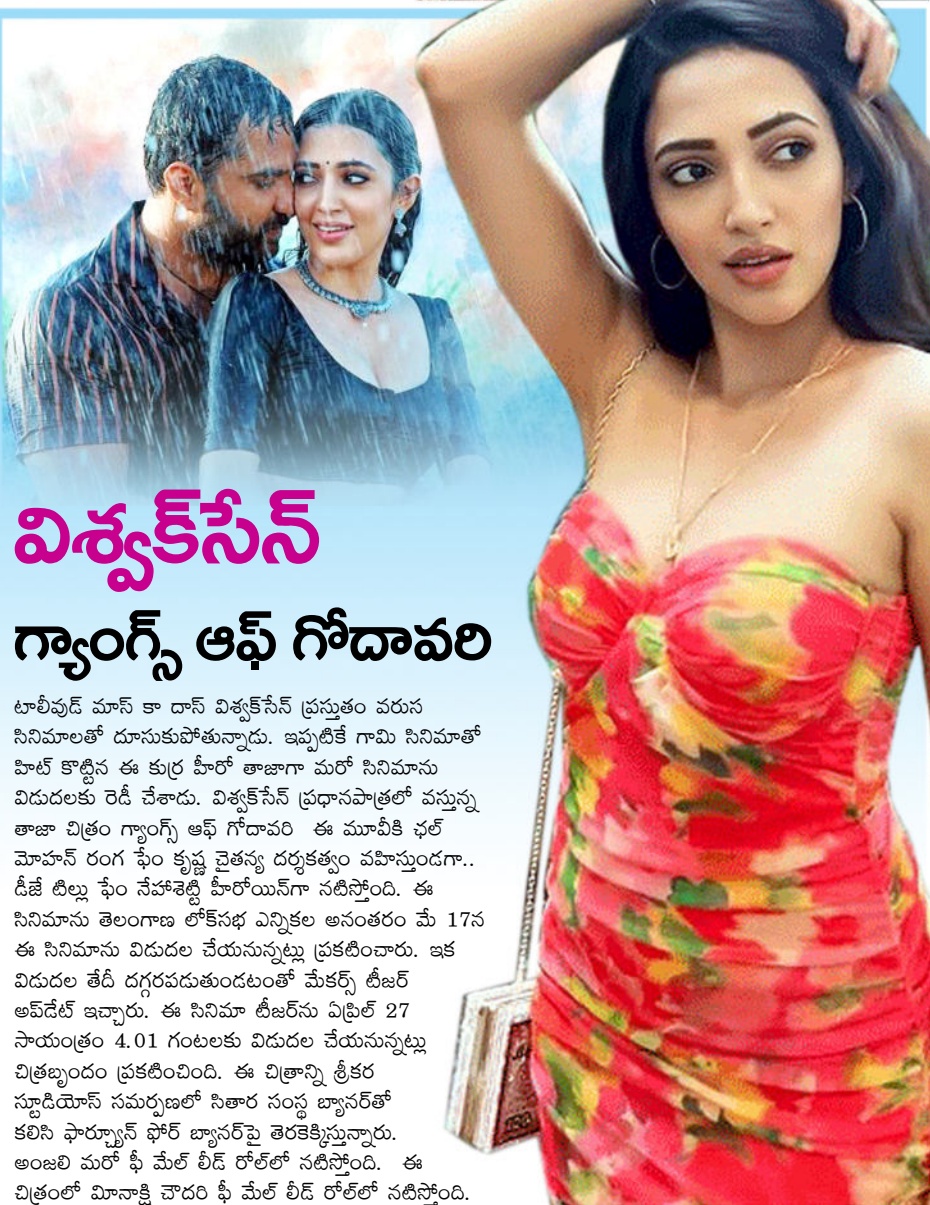 విశ్వక్‌సేన్
గ్యాంగ్స్ ఆఫ్ గోదావరి
టాలీవుడ్ మాస్ కా దాస్ విశ్వక్‌సేన్ ప్రస్తుతం వరుస
సినిమాలతో దూసుకుపోతున్నాడు. ఇప్పటికే గామి సినిమాతో
హిట్ కొట్టిన ఈ కుర్ర హీరో తాజాగా మరో సినిమాను
విడుదలకు రెడీ చేశాడు. విశ్వక్‌సేన్ ప్రధానపాత్రలో వస్తున్న
తాజా చిత్రం గ్యాంగ్స్ ఆఫ్ గోదావరి ఈ మూవీకి ఛల్
మోహన్ రంగ ఫేం కృష్ణ చైతన్య దర్శకత్వం వహిస్తుండగా..
డీజే టిల్లు ఫేం నేహాశెట్టి హీరోయిన్‌గా నటిస్తోంది. ఈ
సినిమాను తెలంగాణ లోక్‌సభ ఎన్నికల అనంతరం మే 17న
ఈ సినిమాను విడుదల చేయనున్నట్లు ప్రకటించారు. ఇక
విడుదల తేదీ దగ్గరపడుతుండటంతో మేకర్స్ టీజర్
అప్‌డేట్ ఇచ్చారు. ఈ సినిమా టీజర్‌ను ఏప్రిల్ 27
సాయంత్రం 4.01 గంటలకు విడుదల చేయనున్నట్లు
చిత్రబృందం ప్రకటించింది. ఈ చిత్రాన్ని శ్రీకర
స్టూడియోస్ సమర్పణలో సితార సంస్థ బ్యానర్‌తో
కలిసి ఫార్చ్యూన్ ఫోర్ బ్యానర్‌పై తెరకెక్కిస్తున్నారు.
అంజలి మరో ఫీ మేల్ లీడ్ రోల్‌లో నటిస్తోంది. ఈ
చిత్రంలో మీనాక్షి చౌదరి ఫీ మేల్ లీడ్ రోల్‌లో నటిస్తోంది.